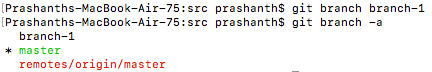 [Prashanths-MacBook-Air-75:src prashanth$ git branch branch-1
[Prashanths-MacBook-Air-75:src prashanth$ git branch -a
  branch-1
* master
  remotes/origin/master